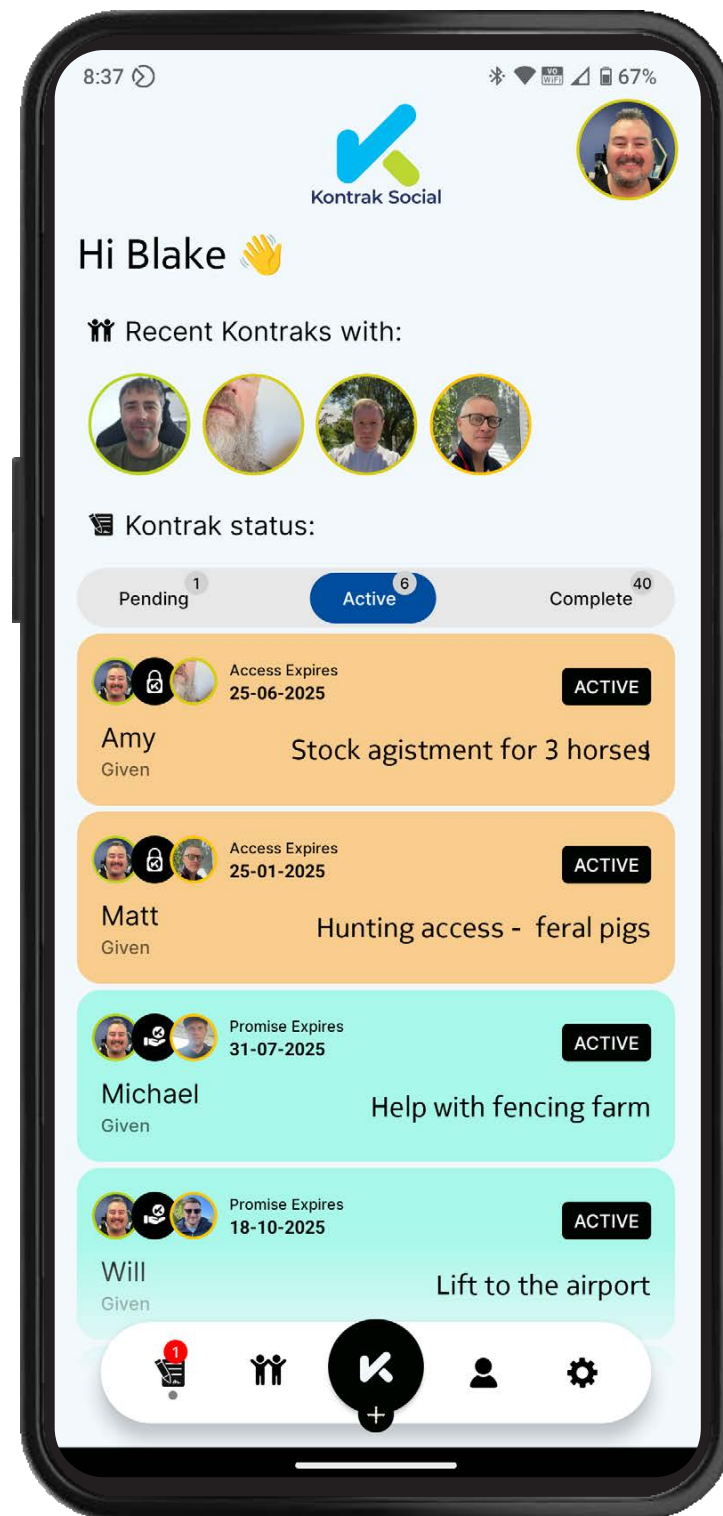 8:37
VO
WiFi
67%
Kontrak Social
Hi Blake 👋
Recent Kontraks with:
Kontrak status:
Pending 1
Active 6
Complete 40
Access Expires
25-06-2025
ACTIVE
Amy
Stock agistment for 3 horses
Given
Access Expires
25-01-2025
ACTIVE
Matt
Hunting access - feral pigs
Given
Promise Expires
31-07-2025
ACTIVE
Michael
Help with fencing farm
Given
Promise Expires
18-10-2025
ACTIVE
Will
Lift to the airport
Given
1
+